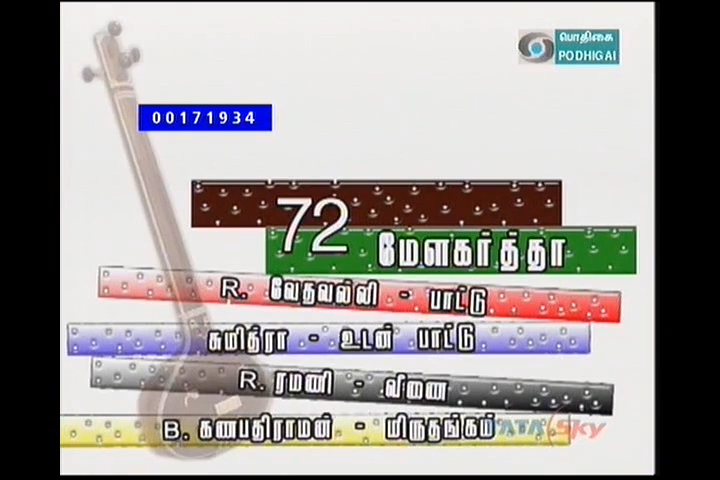 பொதிகை
PODHIGAI
00171934
72 மேளகர்த்தா
R. வேதவல்லி - பாட்டு
சுமித்ரா - உடன் பாட்டு
R. ரமணி - வீணை
B. கணபதிராமன் - மிருதங்கம்
TATA Sky